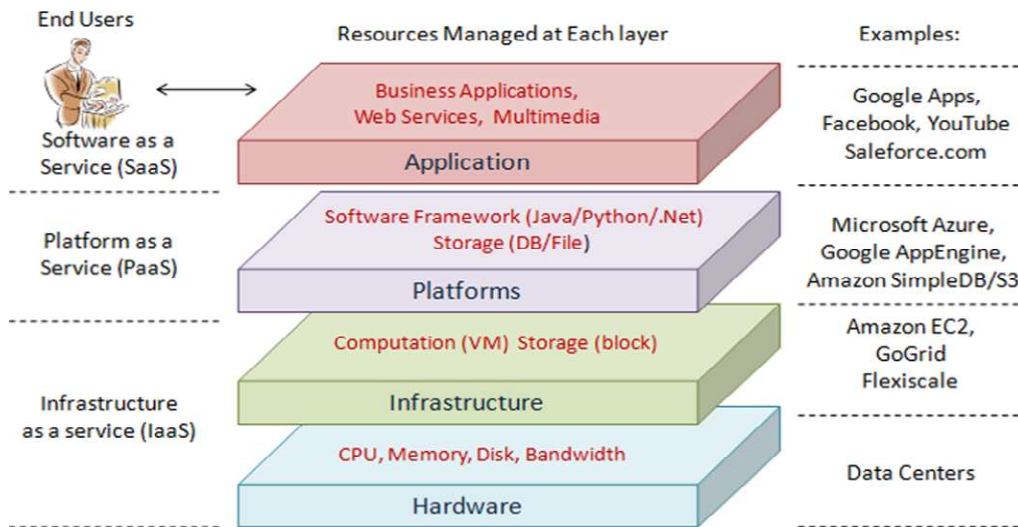 End Users
Resources Managed at Each layer
Examples:
Business Applications,
Web Services, Multimedia
Application
Software as a
Service (SaaS)
Google Apps,
Facebook, YouTube
Saleforce.com
Software Framework (Java/Python/.Net)
Storage (DB/File)
Platforms
Platform as a
Service (PaaS)
Microsoft Azure,
Google AppEngine,
Amazon SimpleDB/S3
Computation (VM) Storage (block)
Infrastructure
Amazon EC2,
GoGrid
Flexiscale
Infrastructure
as a service (IaaS)
CPU, Memory, Disk, Bandwidth
Hardware
Data Centers